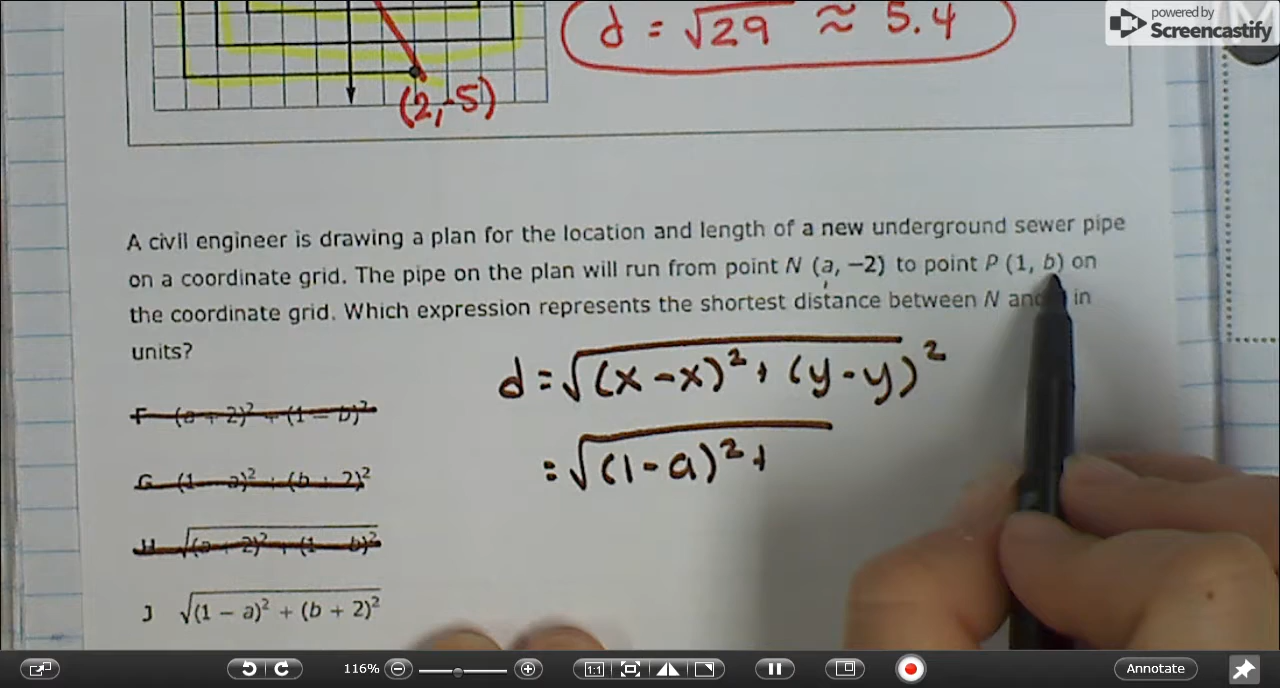 d = √29 ≈ 5.4
powered by
Screencastify
(2,-5)
A civil engineer is drawing a plan for the location and length of a new underground sewer pipe
on a coordinate grid. The pipe on the plan will run from point N (a, −2) to point P (1, b) on
the coordinate grid. Which expression represents the shortest distance between N and in
units?
d = √(x - x)² + (y - y)²
F (a + 2)² + (1 − b)²
= √(1 - a)² +
G (1 − a)² + (b + 2)²
H √(a + 2)² + (1 − b)²
J √(1 − a)² + (b + 2)²
116% 1:1 Annotate